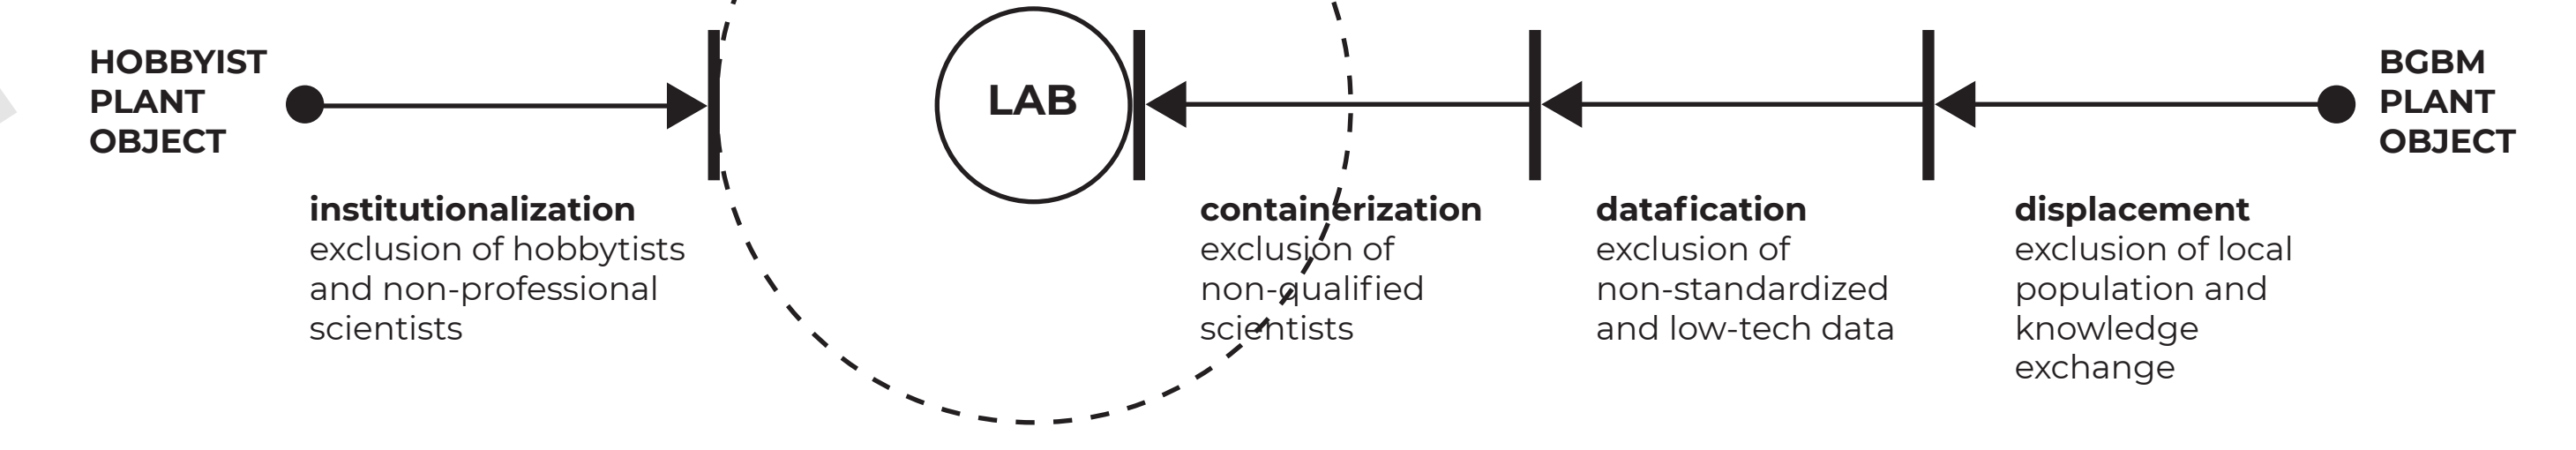 HOBBYIST
PLANT
OBJECT
institutionalization
exclusion of hobbytists
and non-professional
scientists
LAB
containerization
exclusion of
non-qualified
scientists
datafication
exclusion of
non-standardized
and low-tech data
displacement
exclusion of local
population and
knowledge
exchange
BGBM
PLANT
OBJECT